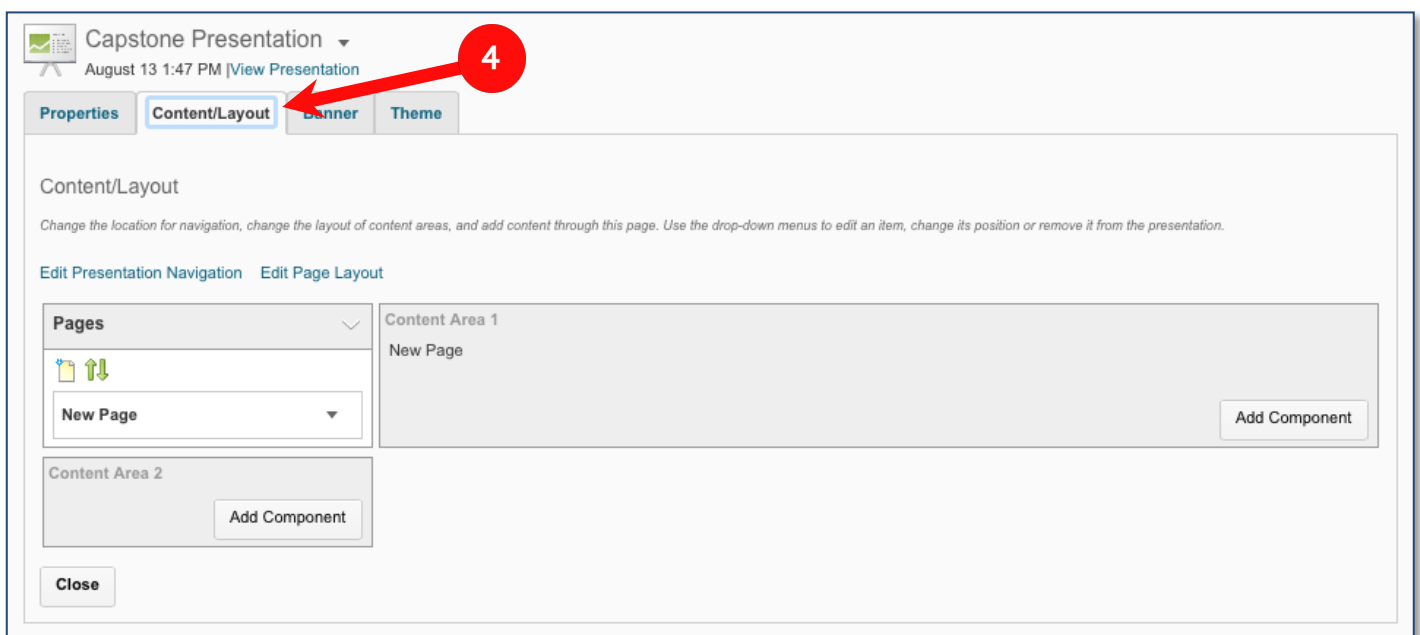 Capstone Presentation
4
August 13 1:47 PM |View Presentation
Properties Content/Layout Banner Theme
Content/Layout
Change the location for navigation, change the layout of content areas, and add content through this page. Use the drop-down menus to edit an item, change its position or remove it from the presentation.
Edit Presentation Navigation Edit Page Layout
Pages
Content Area 1
New Page
New Page
Add Component
Content Area 2
Add Component
Close